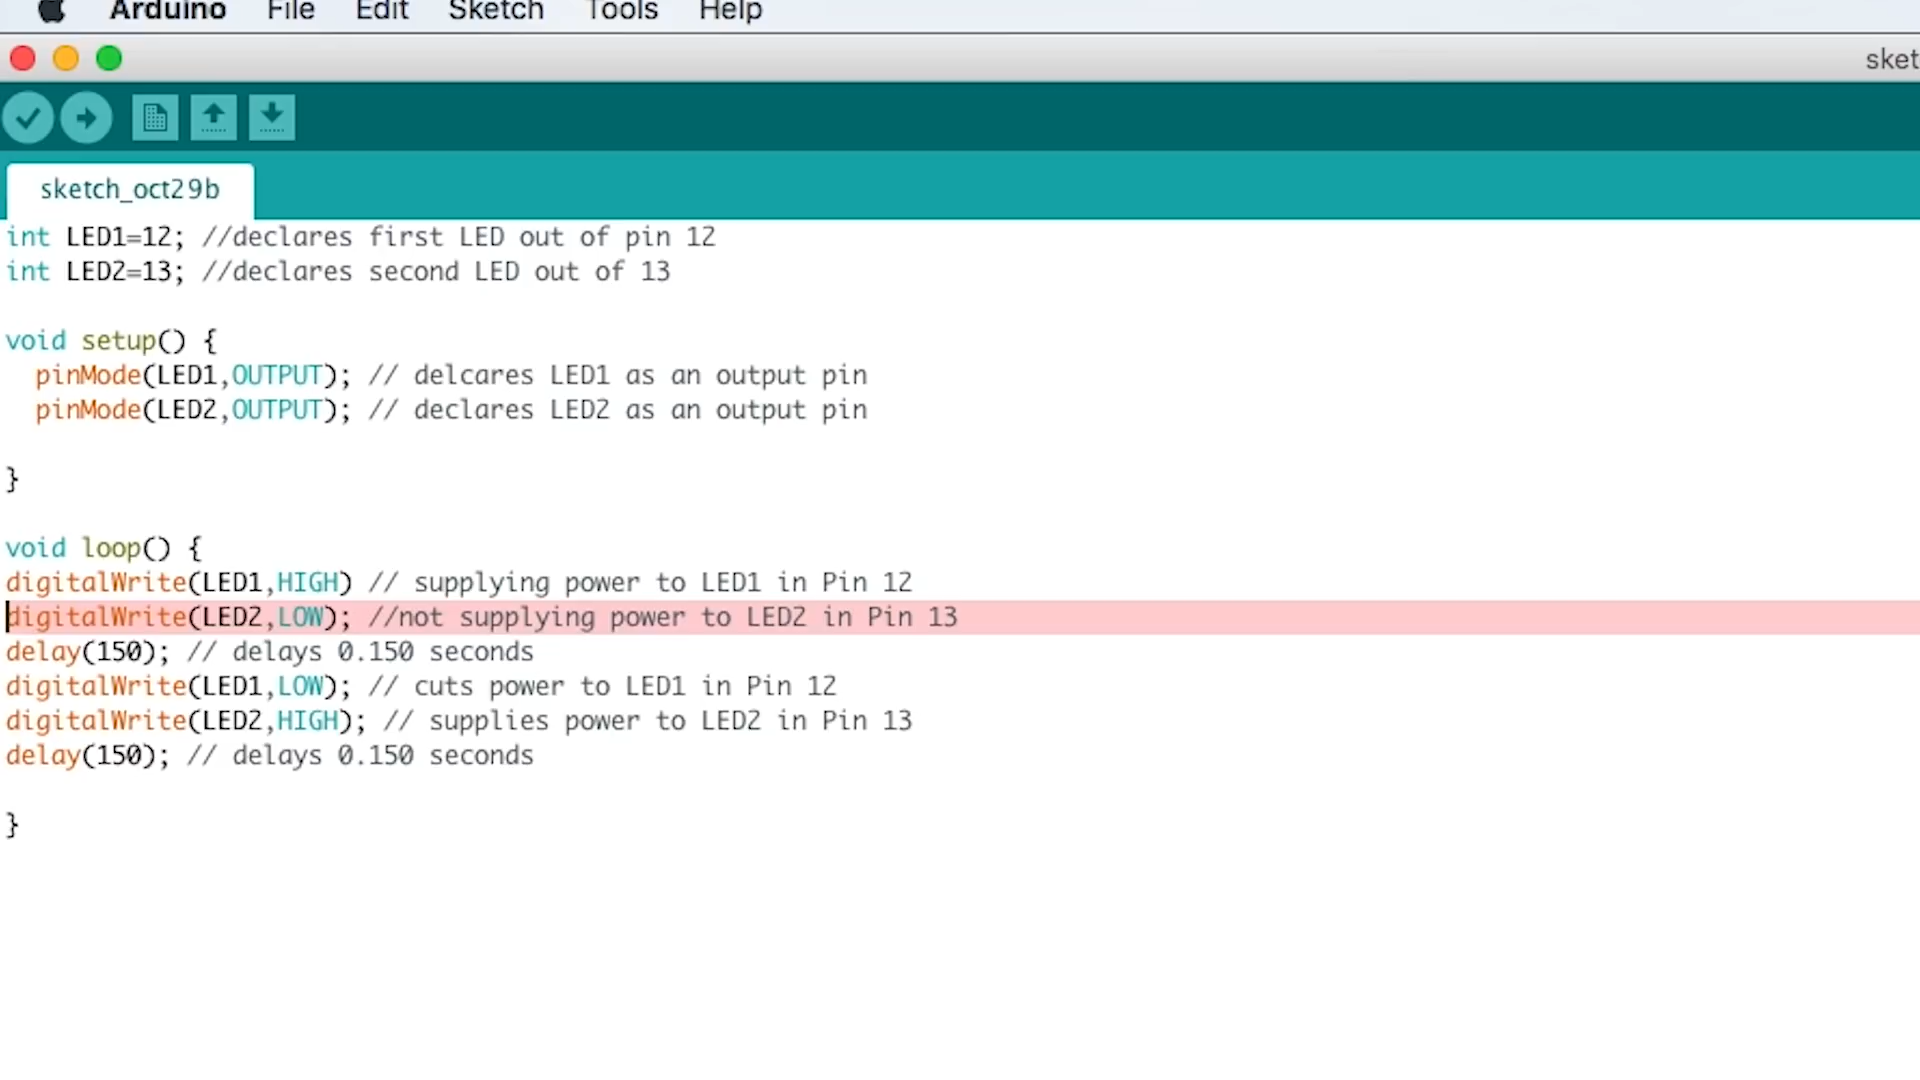 Arduino File Edit Sketch Tools Help
sket
sketch_oct29b
int LED1=12; //declares first LED out of pin 12
int LED2=13; //declares second LED out of 13
void setup() {
pinMode(LED1,OUTPUT); // delcares LED1 as an output pin
pinMode(LED2,OUTPUT); // declares LED2 as an output pin
}
void loop() {
digitalWrite(LED1,HIGH) // supplying power to LED1 in Pin 12
digitalWrite(LED2,LOW); //not supplying power to LED2 in Pin 13
delay(150); // delays 0.150 seconds
digitalWrite(LED1,LOW); // cuts power to LED1 in Pin 12
digitalWrite(LED2,HIGH); // supplies power to LED2 in Pin 13
delay(150); // delays 0.150 seconds
}